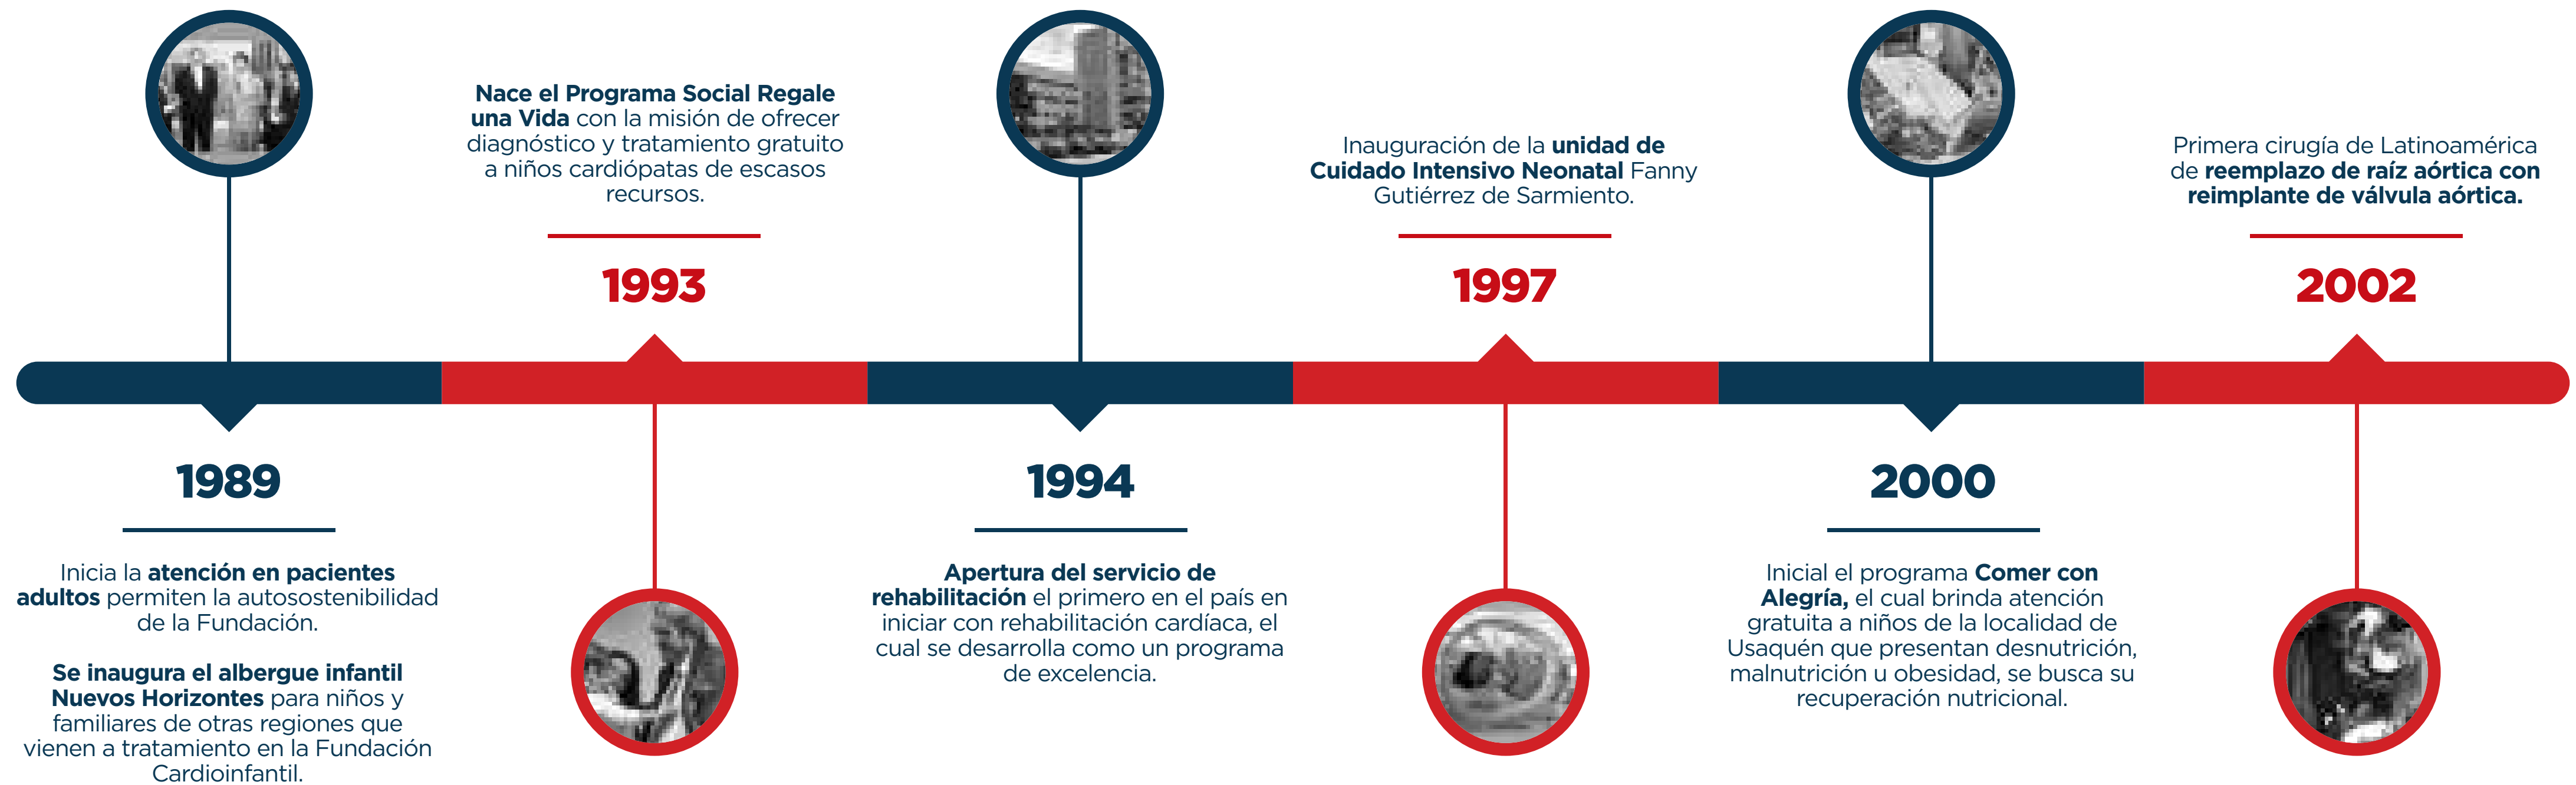 1989
Inicia la atención en pacientes
adultos permiten la autosostenibilidad
de la Fundación.
Se inaugura el albergue infantil
Nuevos Horizontes para niños y
familiares de otras regiones que
vienen a tratamiento en la Fundación
Cardioinfantil.
Nace el Programa Social Regale
una Vida con la misión de ofrecer
diagnóstico y tratamiento gratuito
a niños cardiópatas de escasos
recursos.
1993
1994
Apertura del servicio de
rehabilitación el primero en el país en
iniciar con rehabilitación cardíaca, el
cual se desarrolla como un programa
de excelencia.
Inauguración de la unidad de
Cuidado Intensivo Neonatal Fanny
Gutiérrez de Sarmiento.
1997
2000
Inicial el programa Comer con
Alegría, el cual brinda atención
gratuita a niños de la localidad de
Usaquén que presentan desnutrición,
malnutrición u obesidad, se busca su
recuperación nutricional.
Primera cirugía de Latinoamérica
de reemplazo de raíz aórtica con
reimplante de válvula aórtica.
2002